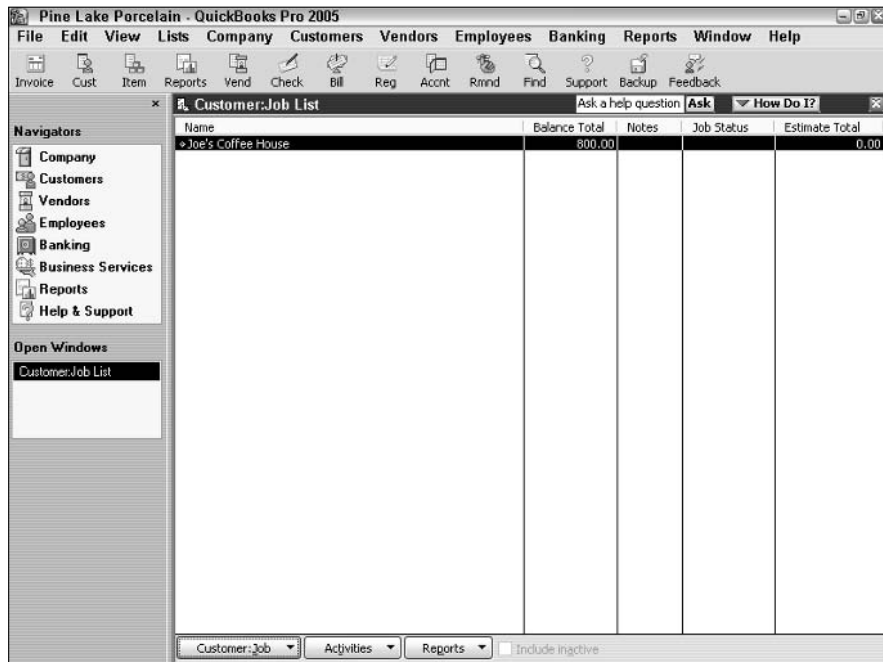 Pine Lake Porcelain - QuickBooks Pro 2005
File Edit View Lists Company Customers Vendors Employees Banking Reports Window Help
Invoice Cust Item Reports Vend Check Bill Reg Accnt Rmnd Find Support Backup Feedback
Customer:Job List Ask a help question Ask How Do I?
Navigators
Company
Customers
Vendors
Employees
Banking
Business Services
Reports
Help & Support
Open Windows
Customer:Job List
Name Balance Total Notes Job Status Estimate Total
Joe's Coffee House 800.00 0.00
Customer:Job Activities Reports Include inactive